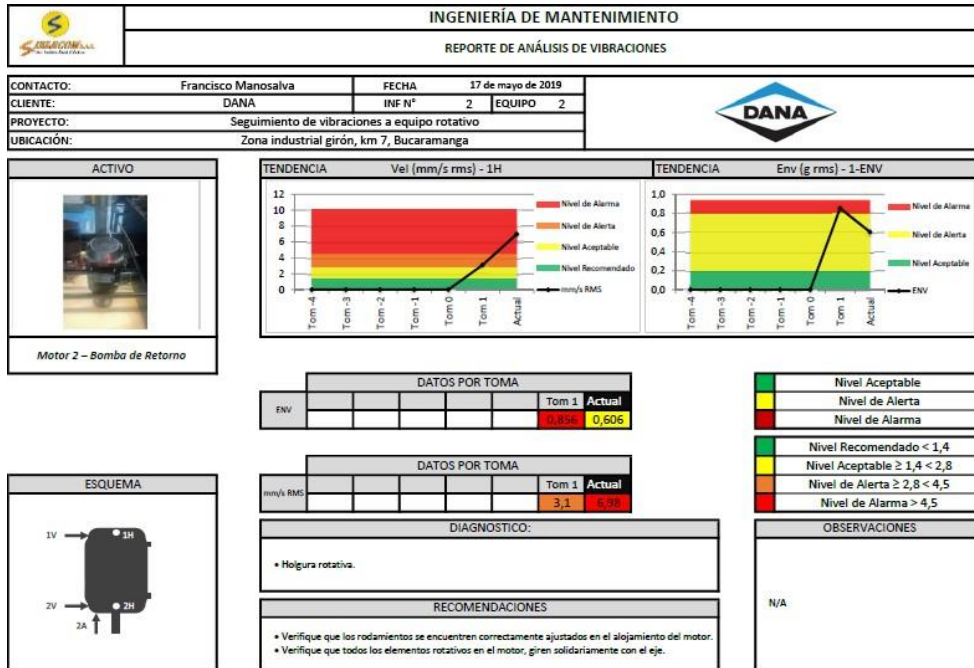 INGENIERÍA DE MANTENIMIENTO
REPORTE DE ANÁLISIS DE VIBRACIONES
CONTACTO: Francisco Manosalva FECHA 17 de mayo de 2019
CLIENTE: DANA INF N° 2 EQUIPO 2
PROYECTO: Seguimiento de vibraciones a equipo rotativo
UBICACIÓN: Zona industrial girón, km 7, Bucaramanga
DANA
ACTIVO
Motor 2 – Bomba de Retorno
TENDENCIA Vel (mm/s rms) - 1H
12
10
8
6
4
2
0
Tom -4
Tom -3
Tom -2
Tom -1
Tom 0
Tom 1
Actual
Nivel de Alarma
Nivel de Alerta
Nivel Aceptable
Nivel Recomendado
mm/s RMS
TENDENCIA Env (g rms) - 1-ENV
1,0
0,8
0,6
0,4
0,2
0,0
Tom -4
Tom -3
Tom -2
Tom -1
Tom 0
Tom 1
Actual
Nivel de Alarma
Nivel de Alerta
Nivel Aceptable
ENV
DATOS POR TOMA
ENV
Tom 1 Actual
0,856 0,606
Nivel Aceptable
Nivel de Alerta
Nivel de Alarma
DATOS POR TOMA
mm/s RMS
Tom 1 Actual
3,1 6,98
Nivel Recomendado < 1,4
Nivel Aceptable ≥ 1,4 < 2,8
Nivel de Alerta ≥ 2,8 < 4,5
Nivel de Alarma > 4,5
ESQUEMA
1V 1H
2V 2H
2A
DIAGNOSTICO:
• Holgura rotativa.
RECOMENDACIONES
• Verifique que los rodamientos se encuentren correctamente ajustados en el alojamiento del motor.
• Verifique que todos los elementos rotativos en el motor, giren solidariamente con el eje.
OBSERVACIONES
N/A